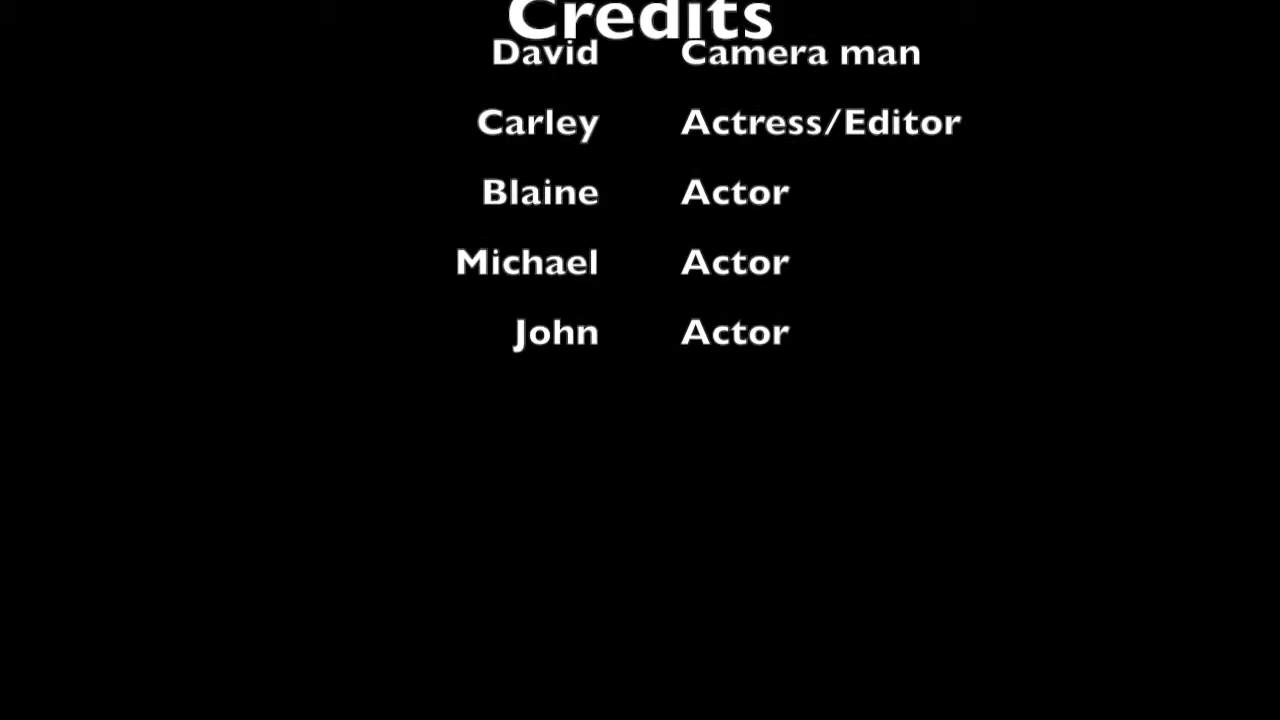 Credits
David Camera man
Carley Actress/Editor
Blaine Actor
Michael Actor
John Actor